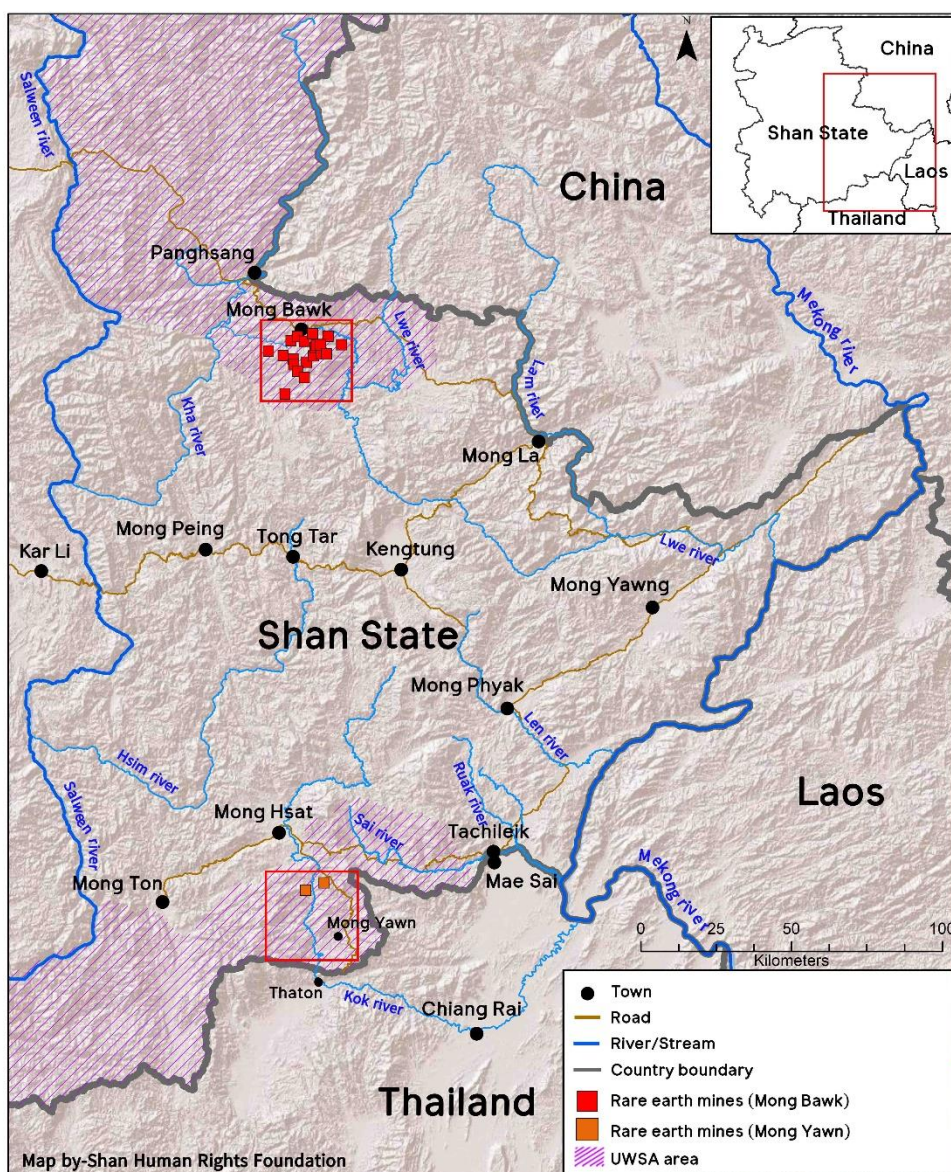 N
China
Shan State
Laos
Thailand
Salween river
China
Panghsang
Mong Bawk
Lwe river
Lam river
Mekong river
Kha river
Mong La
Mong Peing
Tong Tar
Kar Li
Kengtung
Lwe river
Mong Yawng
Shan State
Mong Phyak
Len river
Hsim river
Ruak river
Laos
Salween river
Mong Hsat
Sai river
Tachileik
Mae Sai
Mong Ton
Mekong river
Mong Yawn
0 25 50 100
Kilometers
Thaton
Kok river
Chiang Rai
Thailand
Town
Road
River/Stream
Country boundary
Rare earth mines (Mong Bawk)
Rare earth mines (Mong Yawn)
UWSA area
Map by-Shan Human Rights Foundation